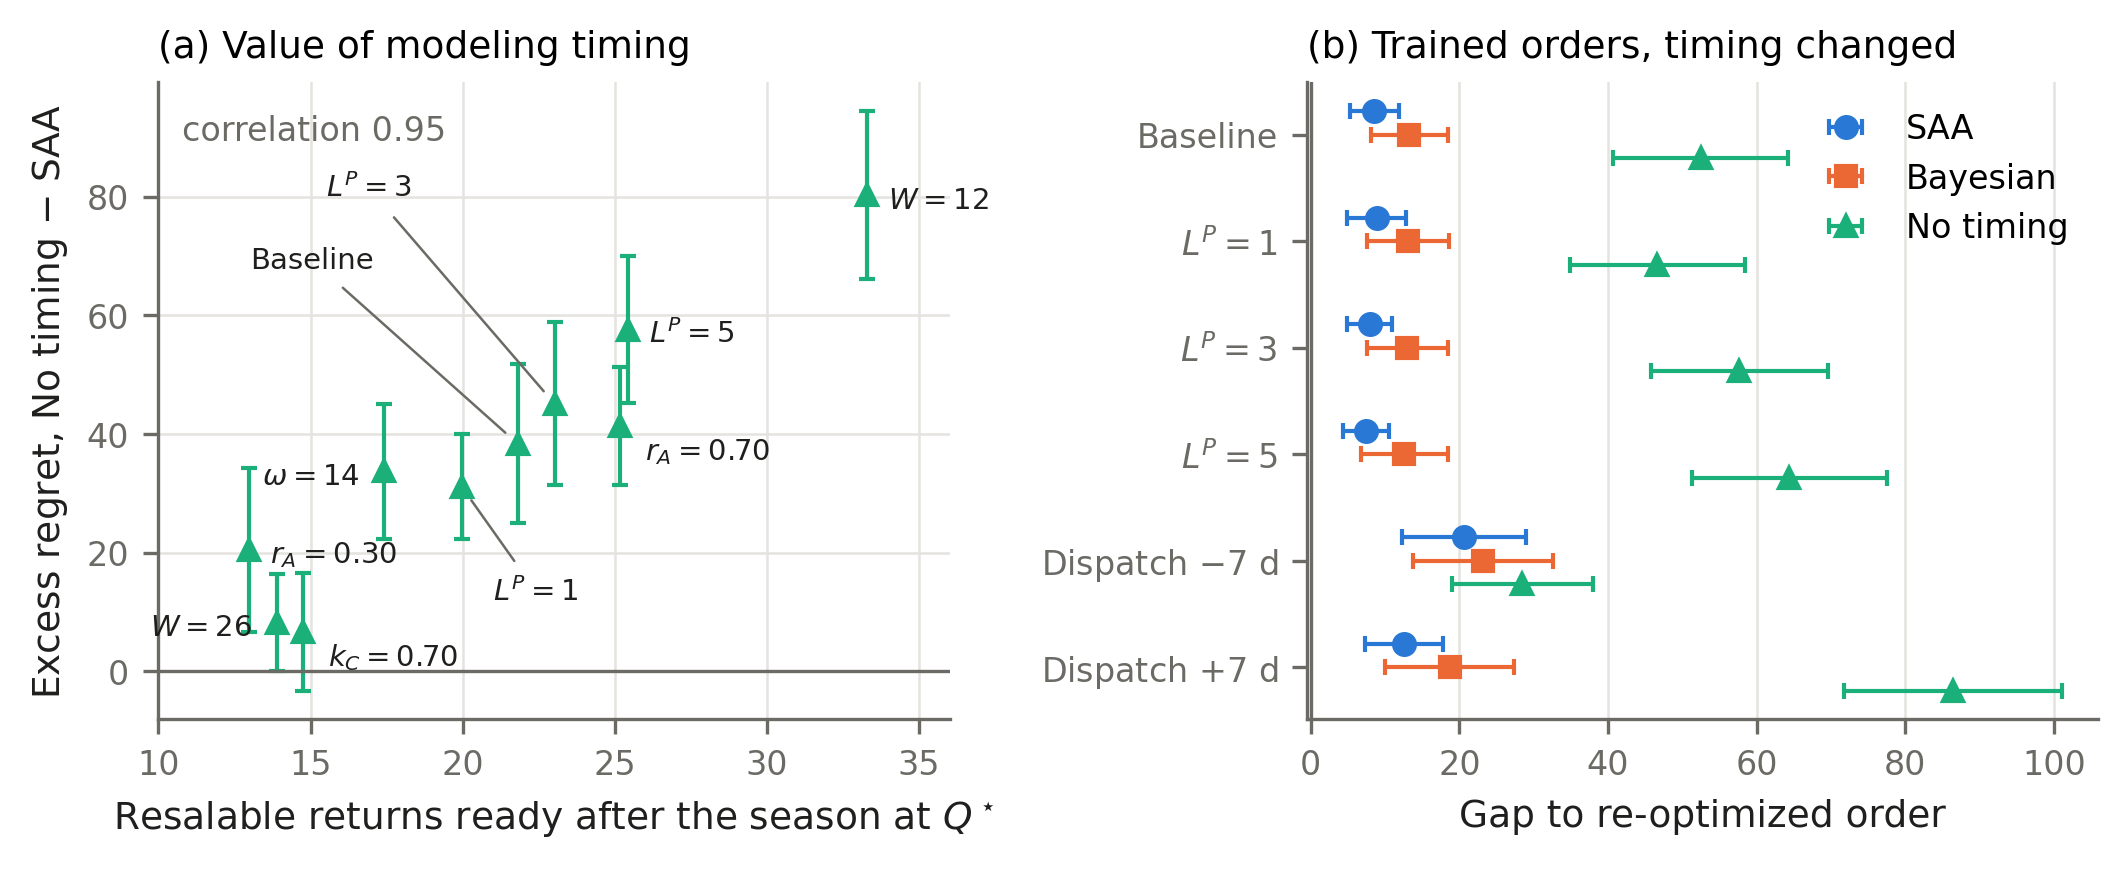 (a) Value of modeling timing
Excess regret, No timing − SAA
80
60
40
20
0
correlation 0.95
L^P = 3
Baseline
W = 12
L^P = 5
r_A = 0.70
ω = 14
r_A = 0.30
L^P = 1
W = 26
k_C = 0.70
10 15 20 25 30 35
Resalable returns ready after the season at Q ⋆
(b) Trained orders, timing changed
Baseline
L^P = 1
L^P = 3
L^P = 5
Dispatch −7 d
Dispatch +7 d
SAA
Bayesian
No timing
0 20 40 60 80 100
Gap to re-optimized order